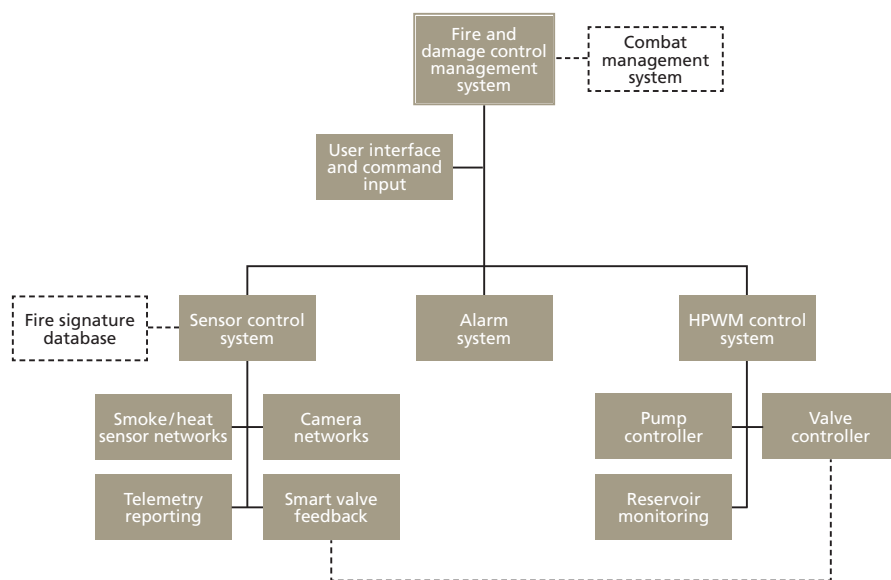 Fire and
damage control
management
system
Combat
management
system
User interface
and command
input
Fire signature
database
Sensor control
system
Alarm
system
HPWM control
system
Smoke/heat
sensor networks
Camera
networks
Pump
controller
Valve
controller
Telemetry
reporting
Smart valve
feedback
Reservoir
monitoring